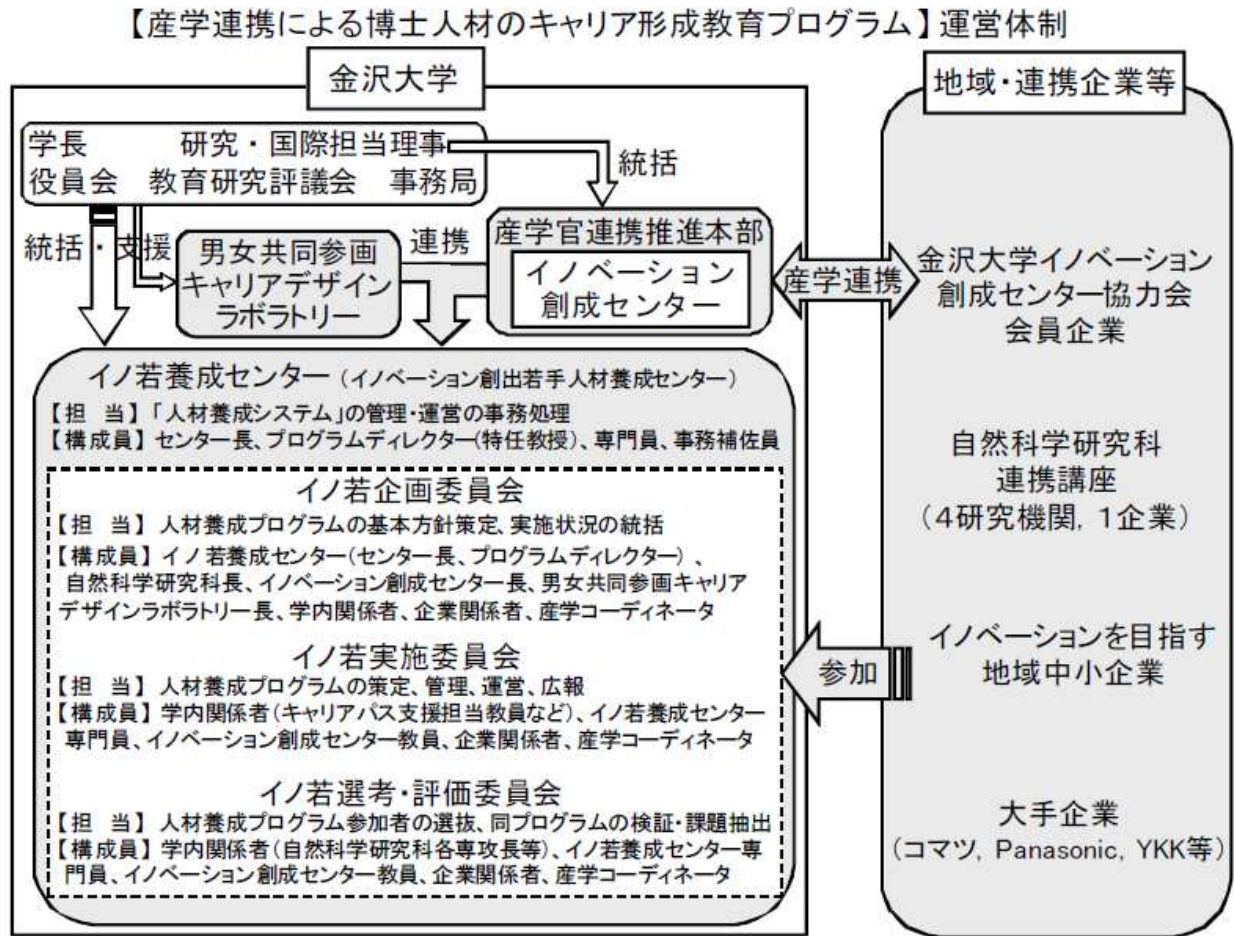 【産学連携による博士人材のキャリア形成教育プログラム】運営体制
金沢大学
学長 研究・国際担当理事
役員会 教育研究評議会 事務局
統括
統括・支援
男女共同参画
キャリアデザイン
ラボラトリー
連携
産学官連携推進本部
イノベーション
創成センター
産学連携
イノ若養成センター（イノベーション創出若手人材養成センター）
【担 当】「人材養成システム」の管理・運営の事務処理
【構成員】センター長、プログラムディレクター(特任教授)、専門員、事務補佐員
イノ若企画委員会
【担 当】人材養成プログラムの基本方針策定、実施状況の統括
【構成員】イノ若養成センター(センター長、プログラムディレクター)、
自然科学研究科長、イノベーション創成センター長、男女共同参画キャリア
デザインラボラトリー長、学内関係者、企業関係者、産学コーディネータ
イノ若実施委員会
【担 当】人材養成プログラムの策定、管理、運営、広報
【構成員】学内関係者(キャリアパス支援担当教員など)、イノ若養成センター
専門員、イノベーション創成センター教員、企業関係者、産学コーディネータ
イノ若選考・評価委員会
【担 当】人材養成プログラム参加者の選抜、同プログラムの検証・課題抽出
【構成員】学内関係者(自然科学研究科各専攻長等)、イノ若養成センター専
門員、イノベーション創成センター教員、企業関係者、産学コーディネータ
参加
地域・連携企業等
金沢大学イノベーション
創成センター協力会
会員企業
自然科学研究科
連携講座
（４研究機関, １企業）
イノベーションを目指す
地域中小企業
大手企業
(コマツ, Panasonic, YKK等)